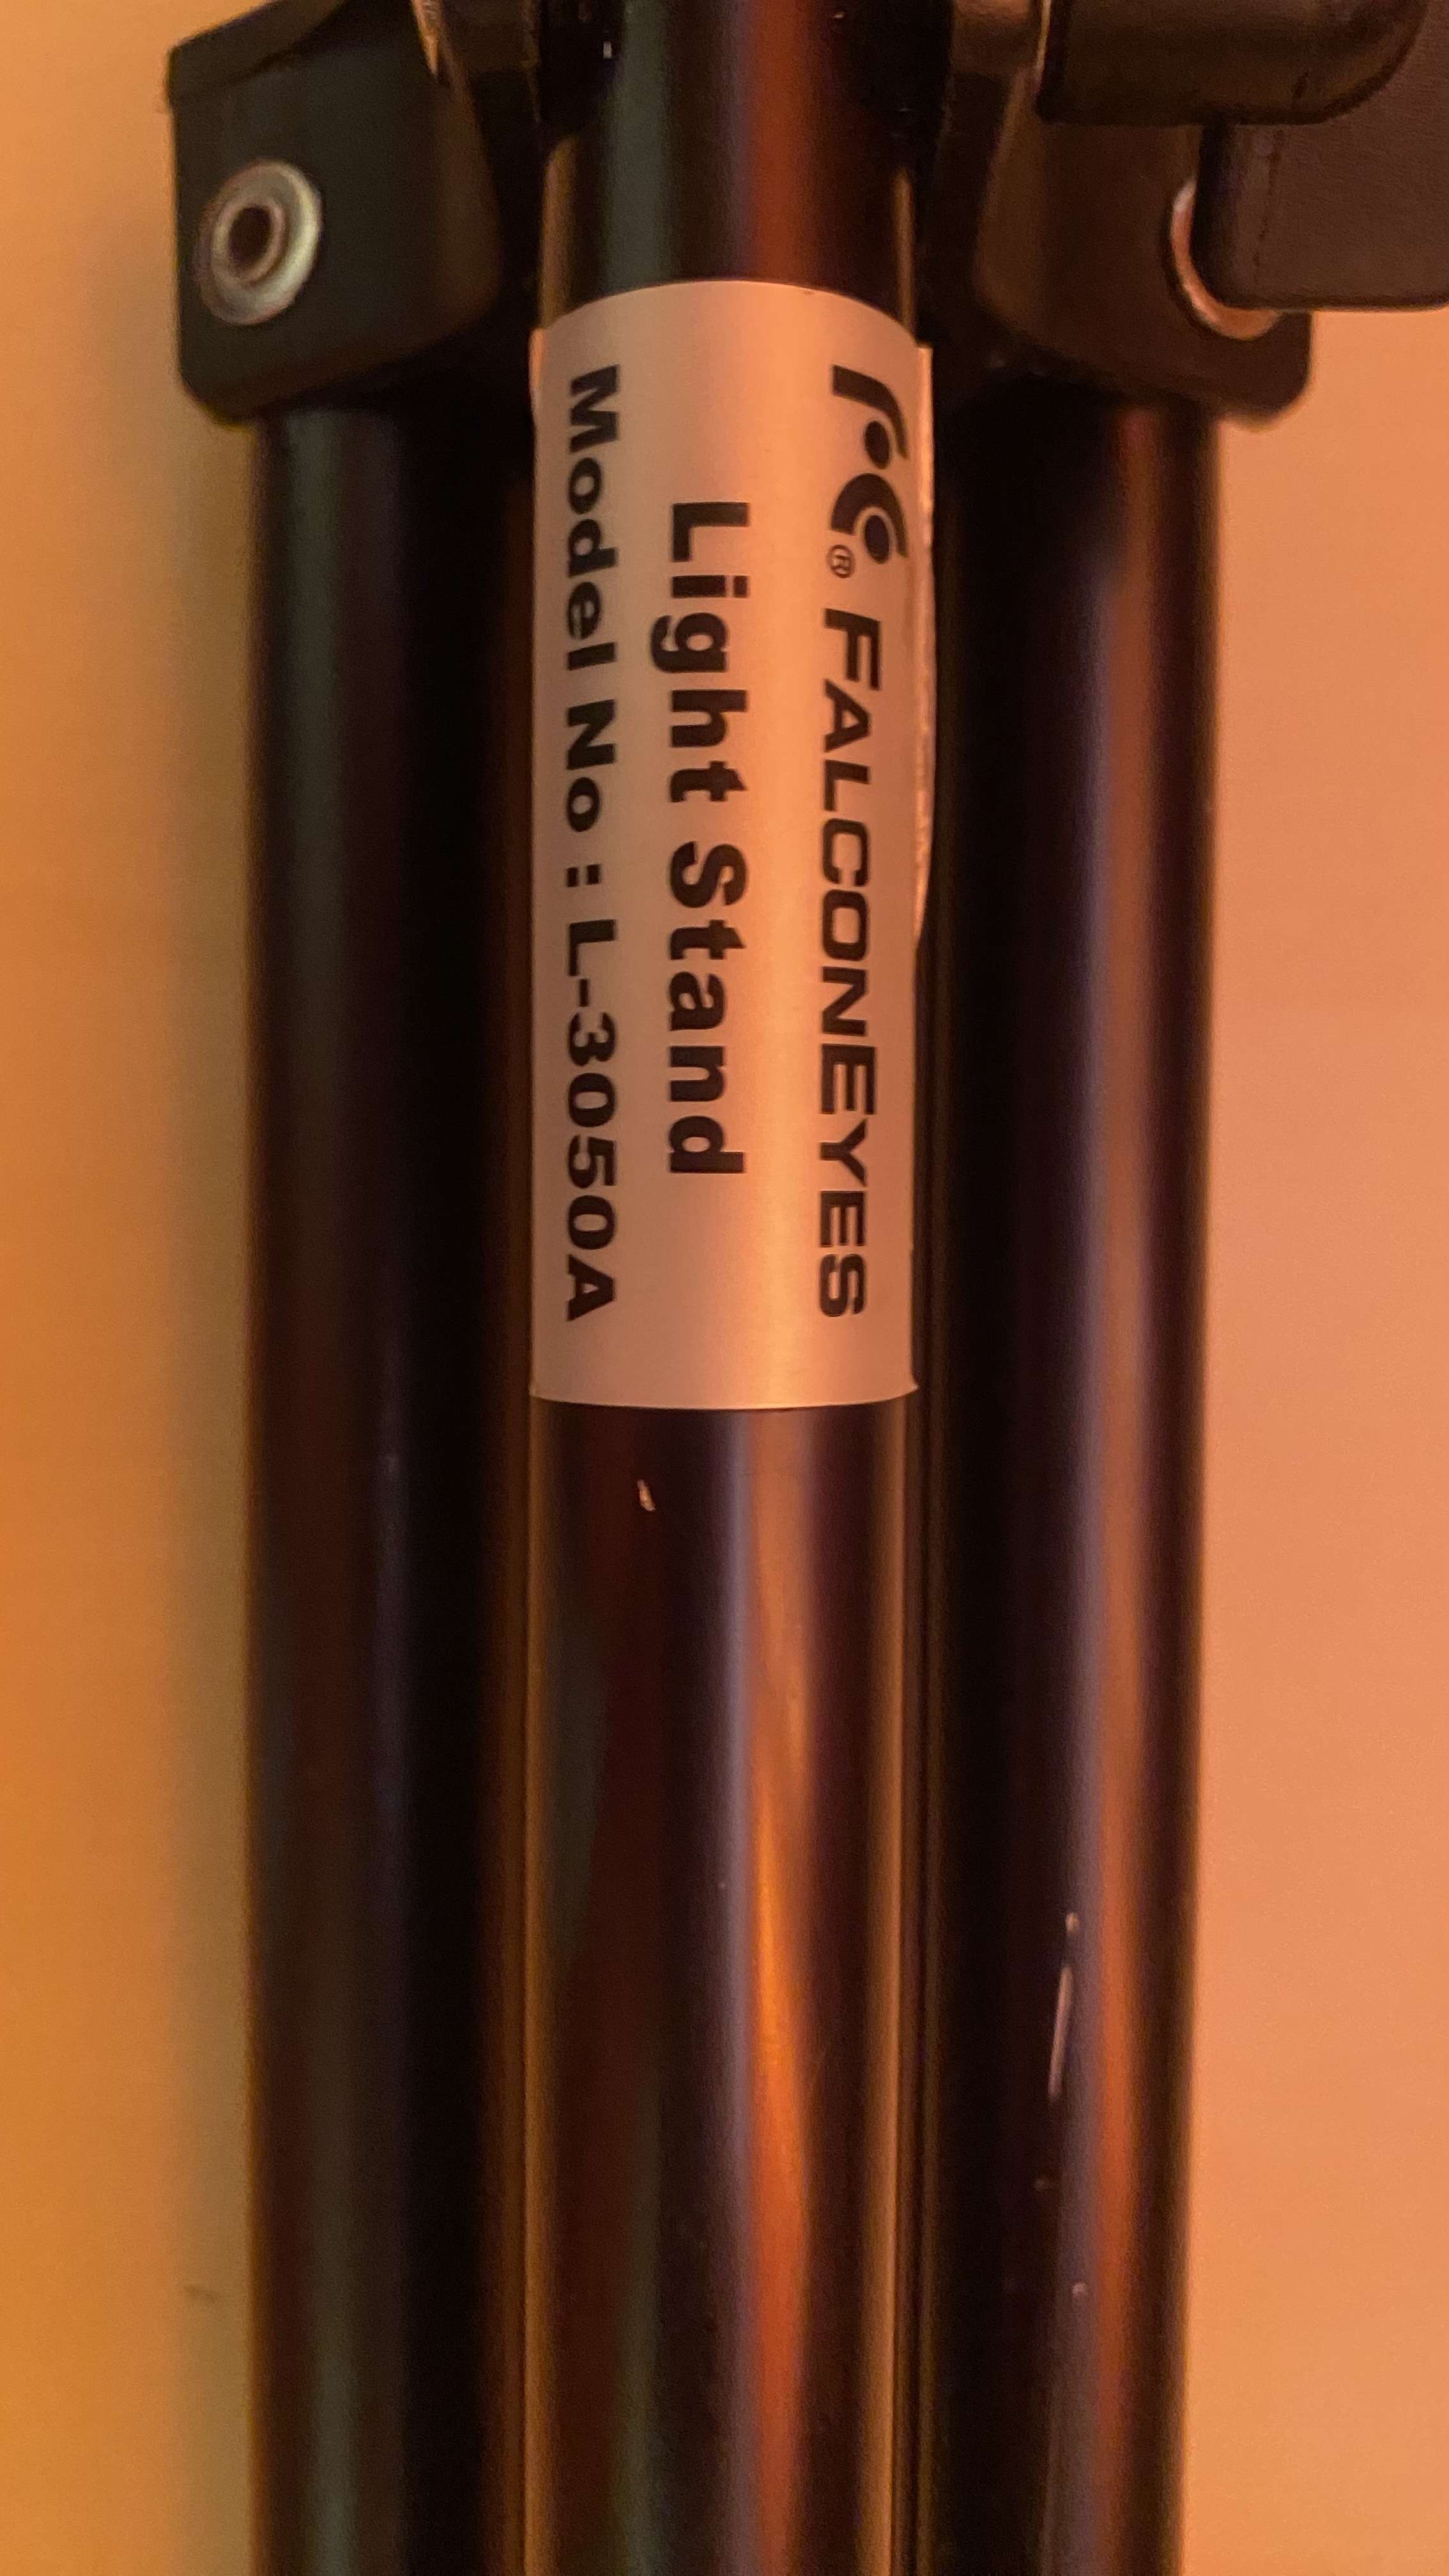 ® FALCONEYES
Light Stand
Model No : L-3050A